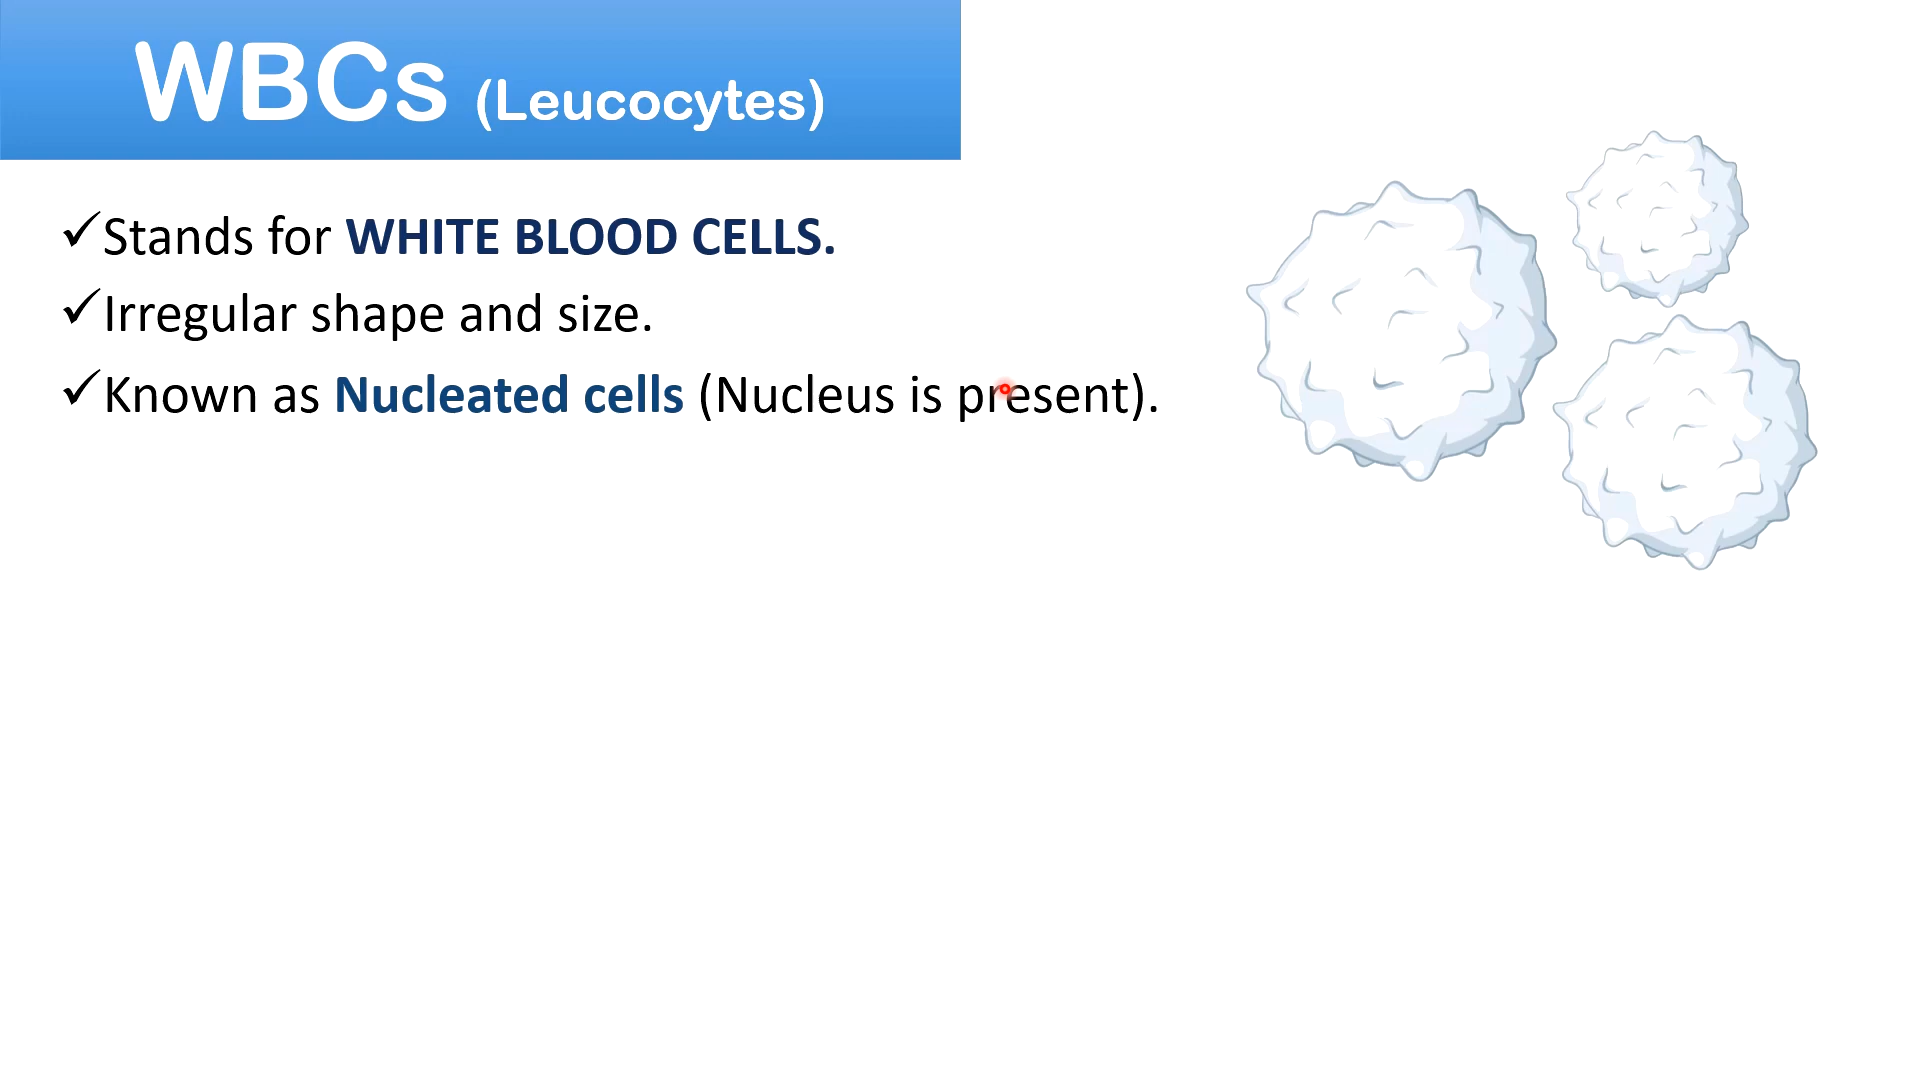 WBCs (Leucocytes)
✓Stands for WHITE BLOOD CELLS.
✓Irregular shape and size.
✓Known as Nucleated cells (Nucleus is present).